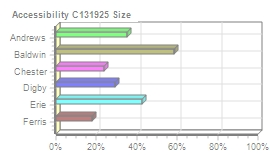 Accessibility C131925 Size
Andrews
Baldwin
Chester
Digby
Erie
Ferris
0% 20% 40% 60% 80% 100%